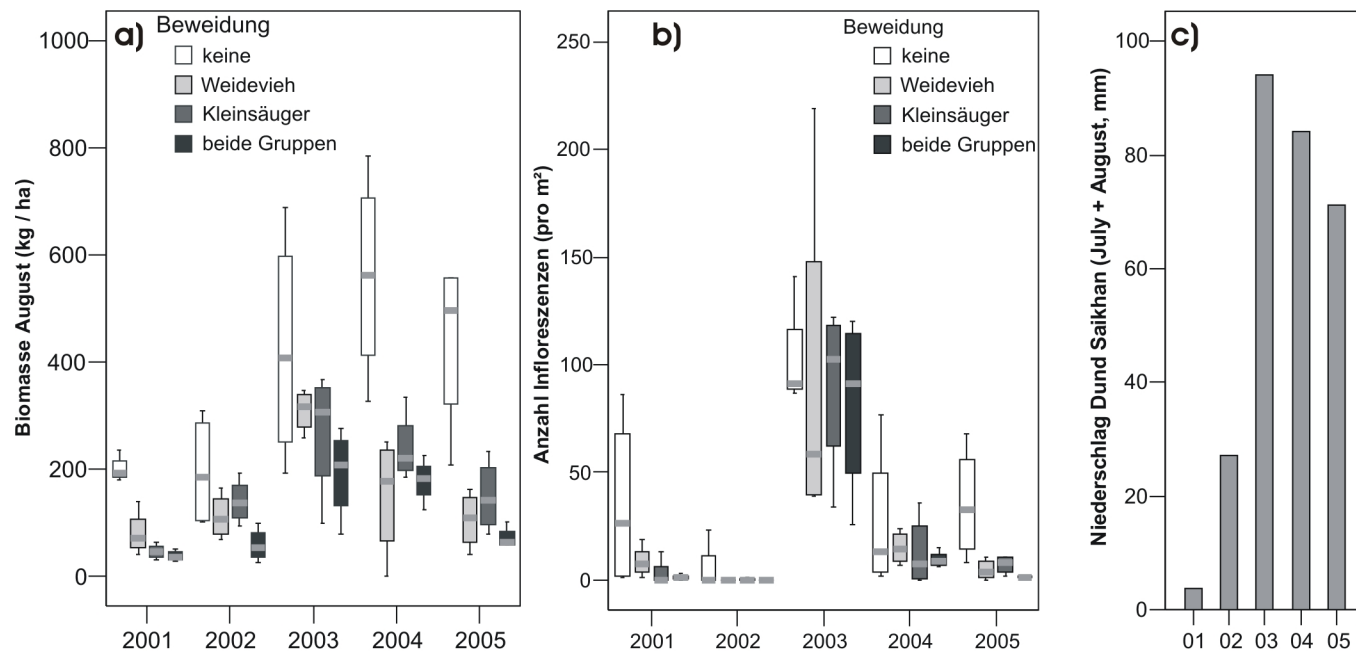 a)
Beweidung
keine
Weidevieh
Kleinsäuger
beide Gruppen
Biomasse August (kg / ha)
1000
800
600
400
200
0
2001 2002 2003 2004 2005
b)
Beweidung
keine
Weidevieh
Kleinsäuger
beide Gruppen
Anzahl Infloreszenzen (pro m²)
250
200
150
100
50
0
2001 2002 2003 2004 2005
c)
Niederschlag Dund Saikhan (July + August, mm)
100
80
60
40
20
0
01 02 03 04 05